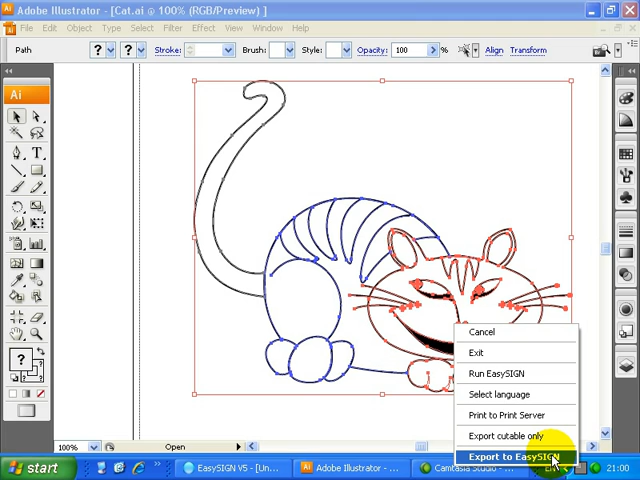 Adobe Illustrator - [Cat.ai @ 100% (RGB/Preview) ]
File Edit Object Type Select Filter Effect View Window Help
Path ? ? Stroke: Brush: Style: Opacity: 100 % Align Transform
Ai
T
?
Cancel
Exit
Run EasySIGN
Select language
Print to Print Server
Export cutable only
Export to EasySIGN
100% Open
start EasySIGN V5 - [Un... Adobe Illustrator - ... Camtasia Studio - ... EN 21:00